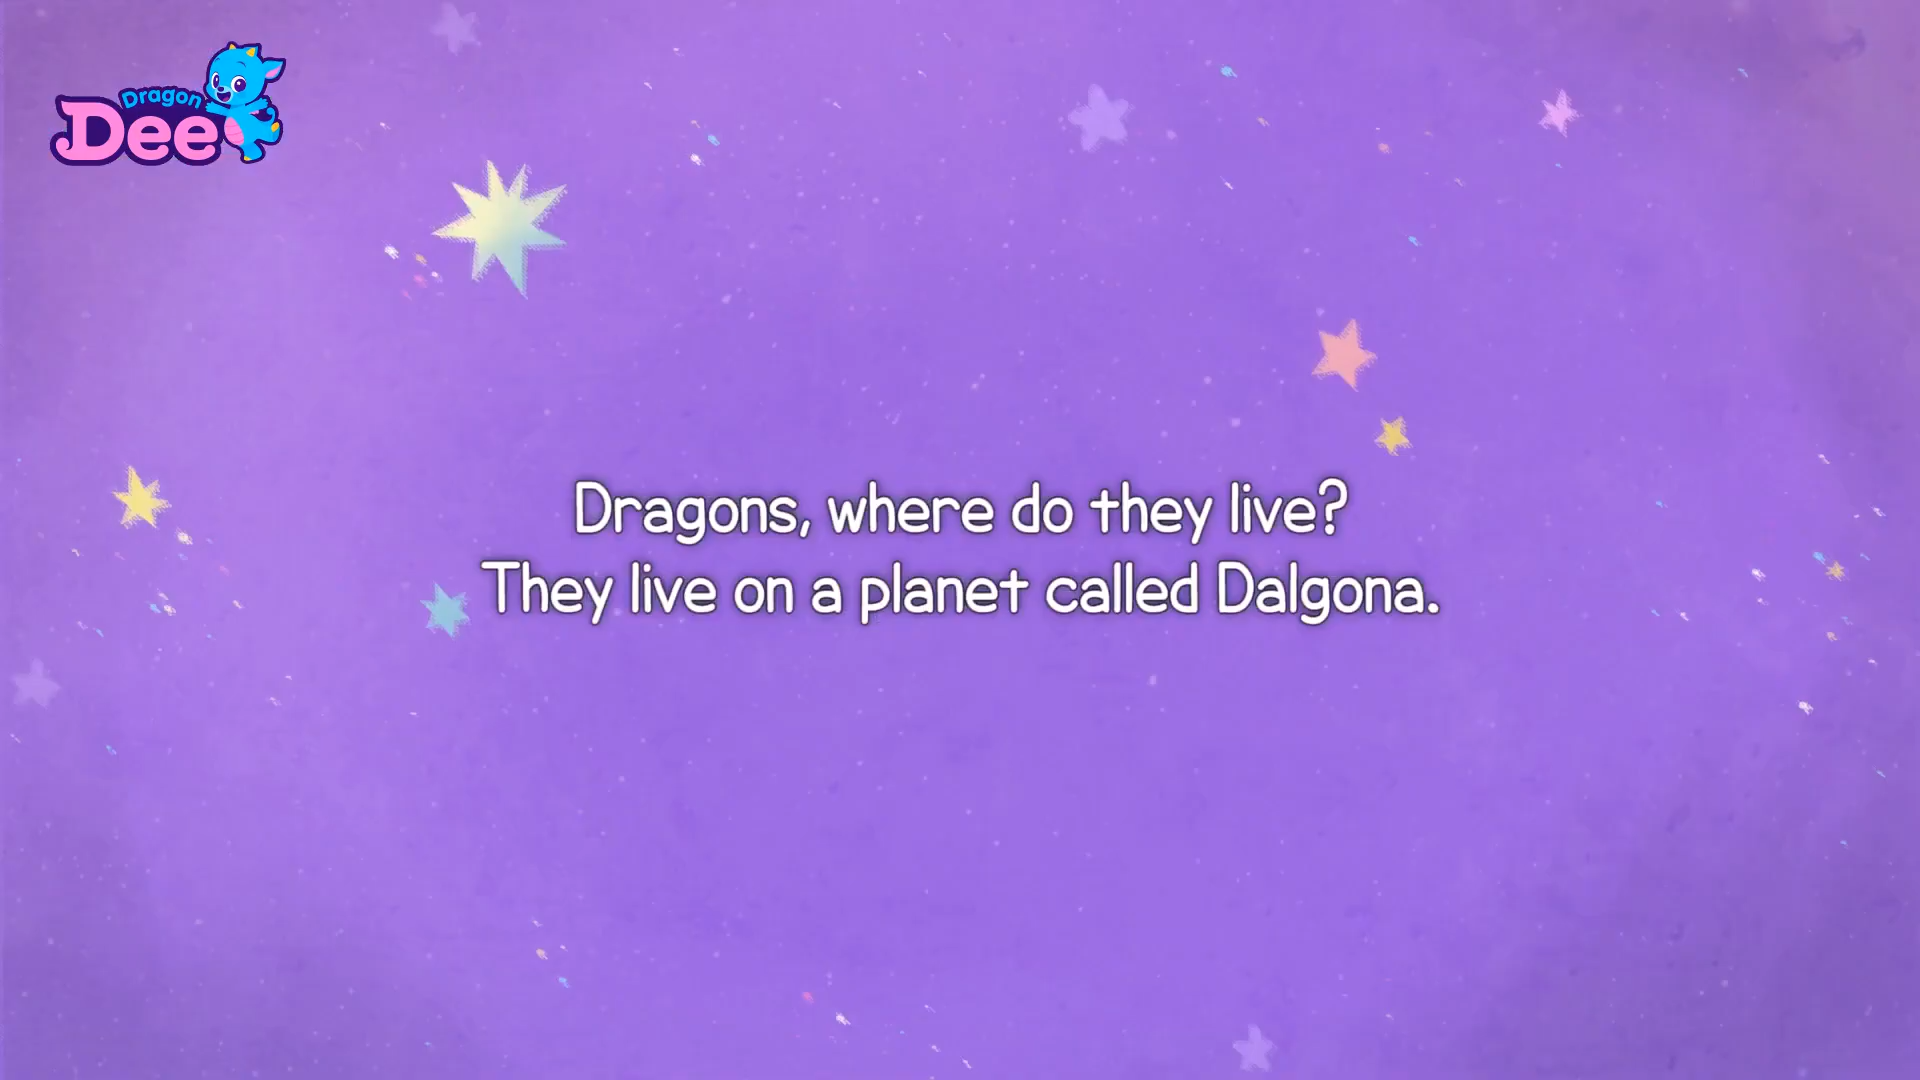 Dragon
Dee
Dragons, where do they live?
They live on a planet called Dalgona.